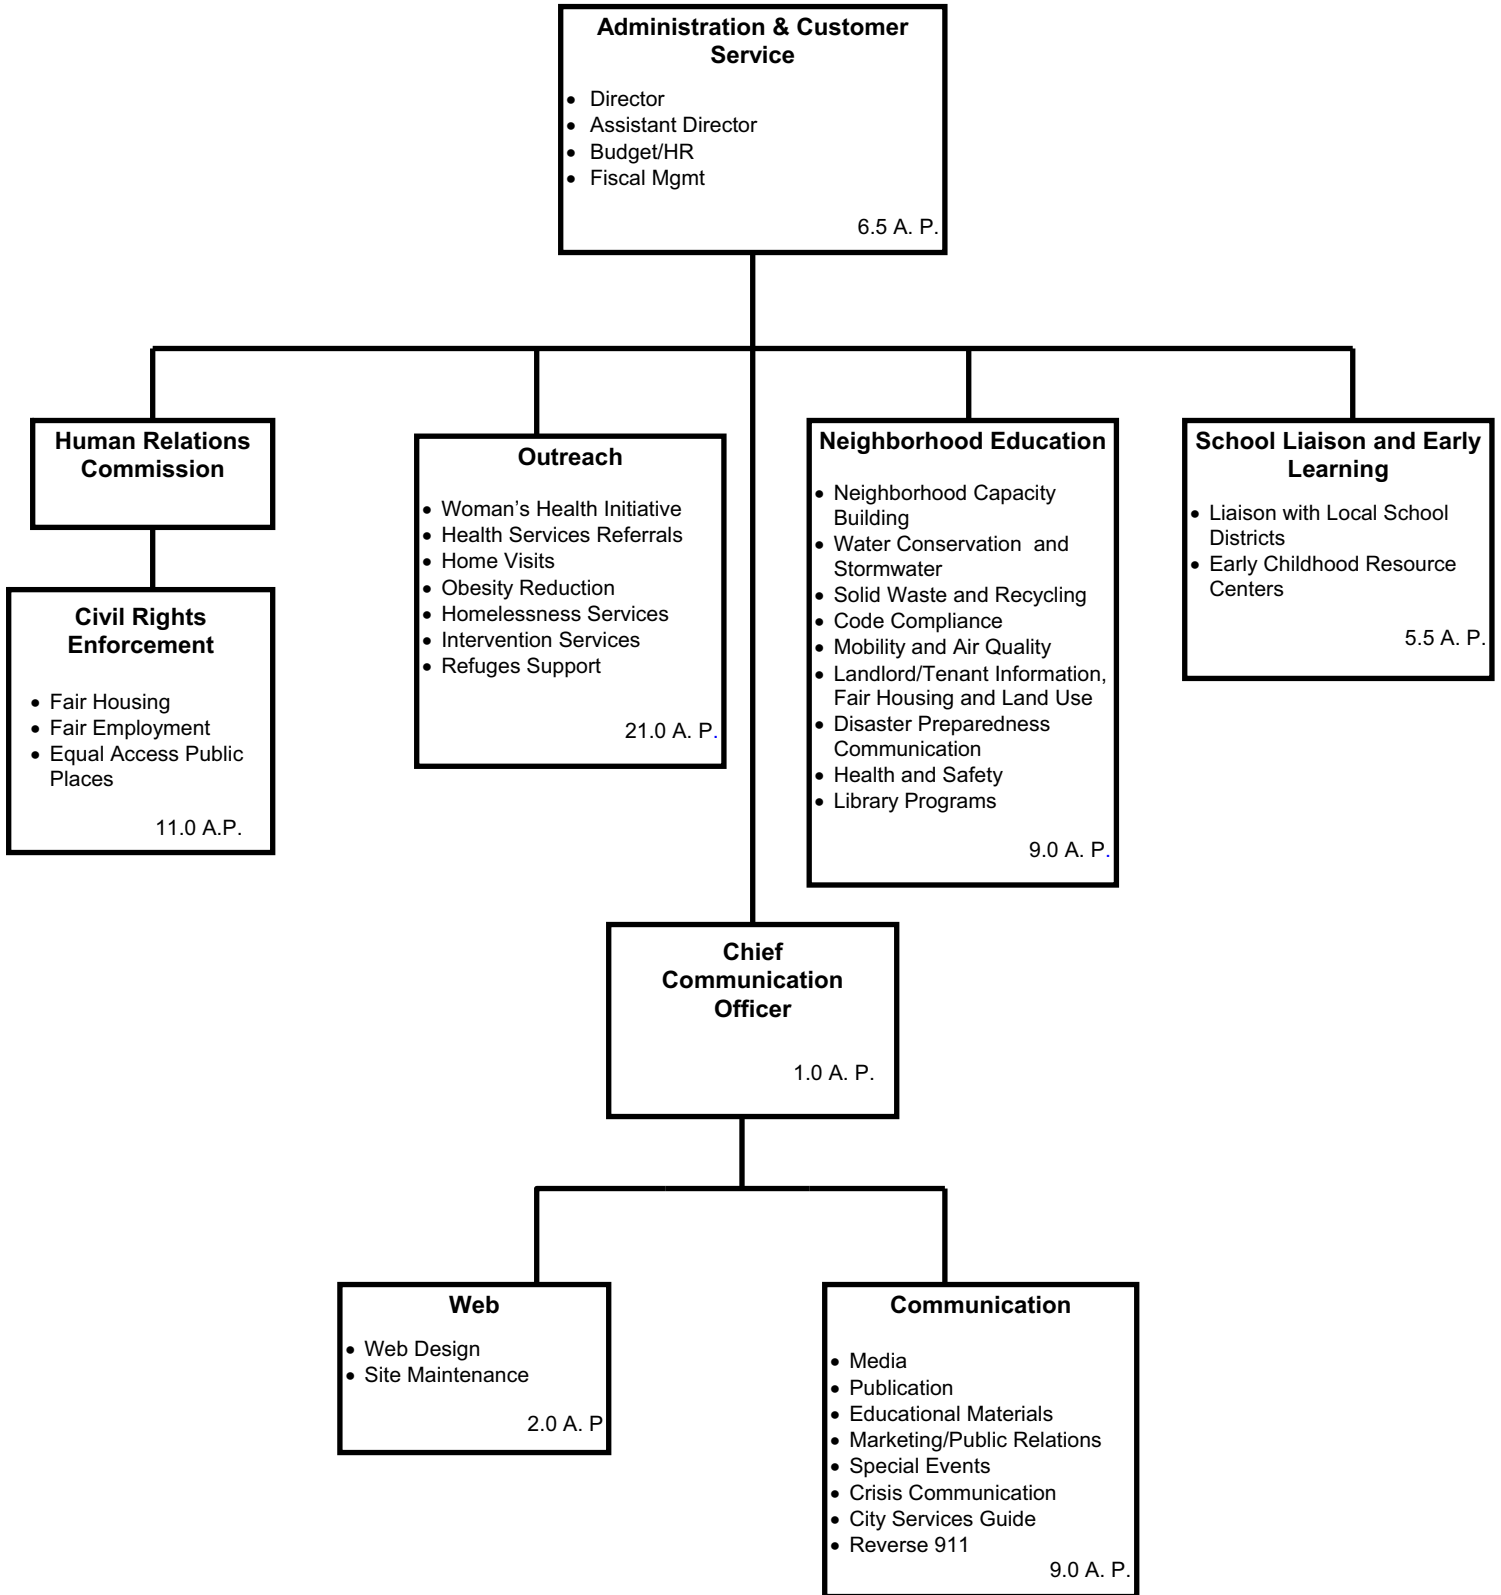 Administration & Customer
Service
• Director
• Assistant Director
• Budget/HR
• Fiscal Mgmt
6.5 A. P.
Human Relations
Commission
Civil Rights
Enforcement
• Fair Housing
• Fair Employment
• Equal Access Public
Places
11.0 A.P.
Outreach
• Woman’s Health Initiative
• Health Services Referrals
• Home Visits
• Obesity Reduction
• Homelessness Services
• Intervention Services
• Refuges Support
21.0 A. P.
Neighborhood Education
• Neighborhood Capacity
Building
• Water Conservation and
Stormwater
• Solid Waste and Recycling
• Code Compliance
• Mobility and Air Quality
• Landlord/Tenant Information,
Fair Housing and Land Use
• Disaster Preparedness
Communication
• Health and Safety
• Library Programs
9.0 A. P.
School Liaison and Early
Learning
• Liaison with Local School
Districts
• Early Childhood Resource
Centers
5.5 A. P.
Chief
Communication
Officer
1.0 A. P.
Web
• Web Design
• Site Maintenance
2.0 A. P
Communication
• Media
• Publication
• Educational Materials
• Marketing/Public Relations
• Special Events
• Crisis Communication
• City Services Guide
• Reverse 911
9.0 A. P.